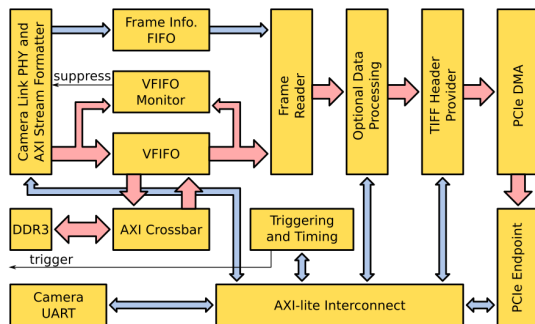 Camera Link PHY and
AXI Stream Formatter
Frame Info.
FIFO
suppress
VFIFO
Monitor
VFIFO
Frame
Reader
Optional Data
Processing
TIFF Header
Provider
PCIe DMA
DDR3
AXI Crossbar
Triggering
and Timing
trigger
PCIe Endpoint
Camera
UART
AXI-lite Interconnect